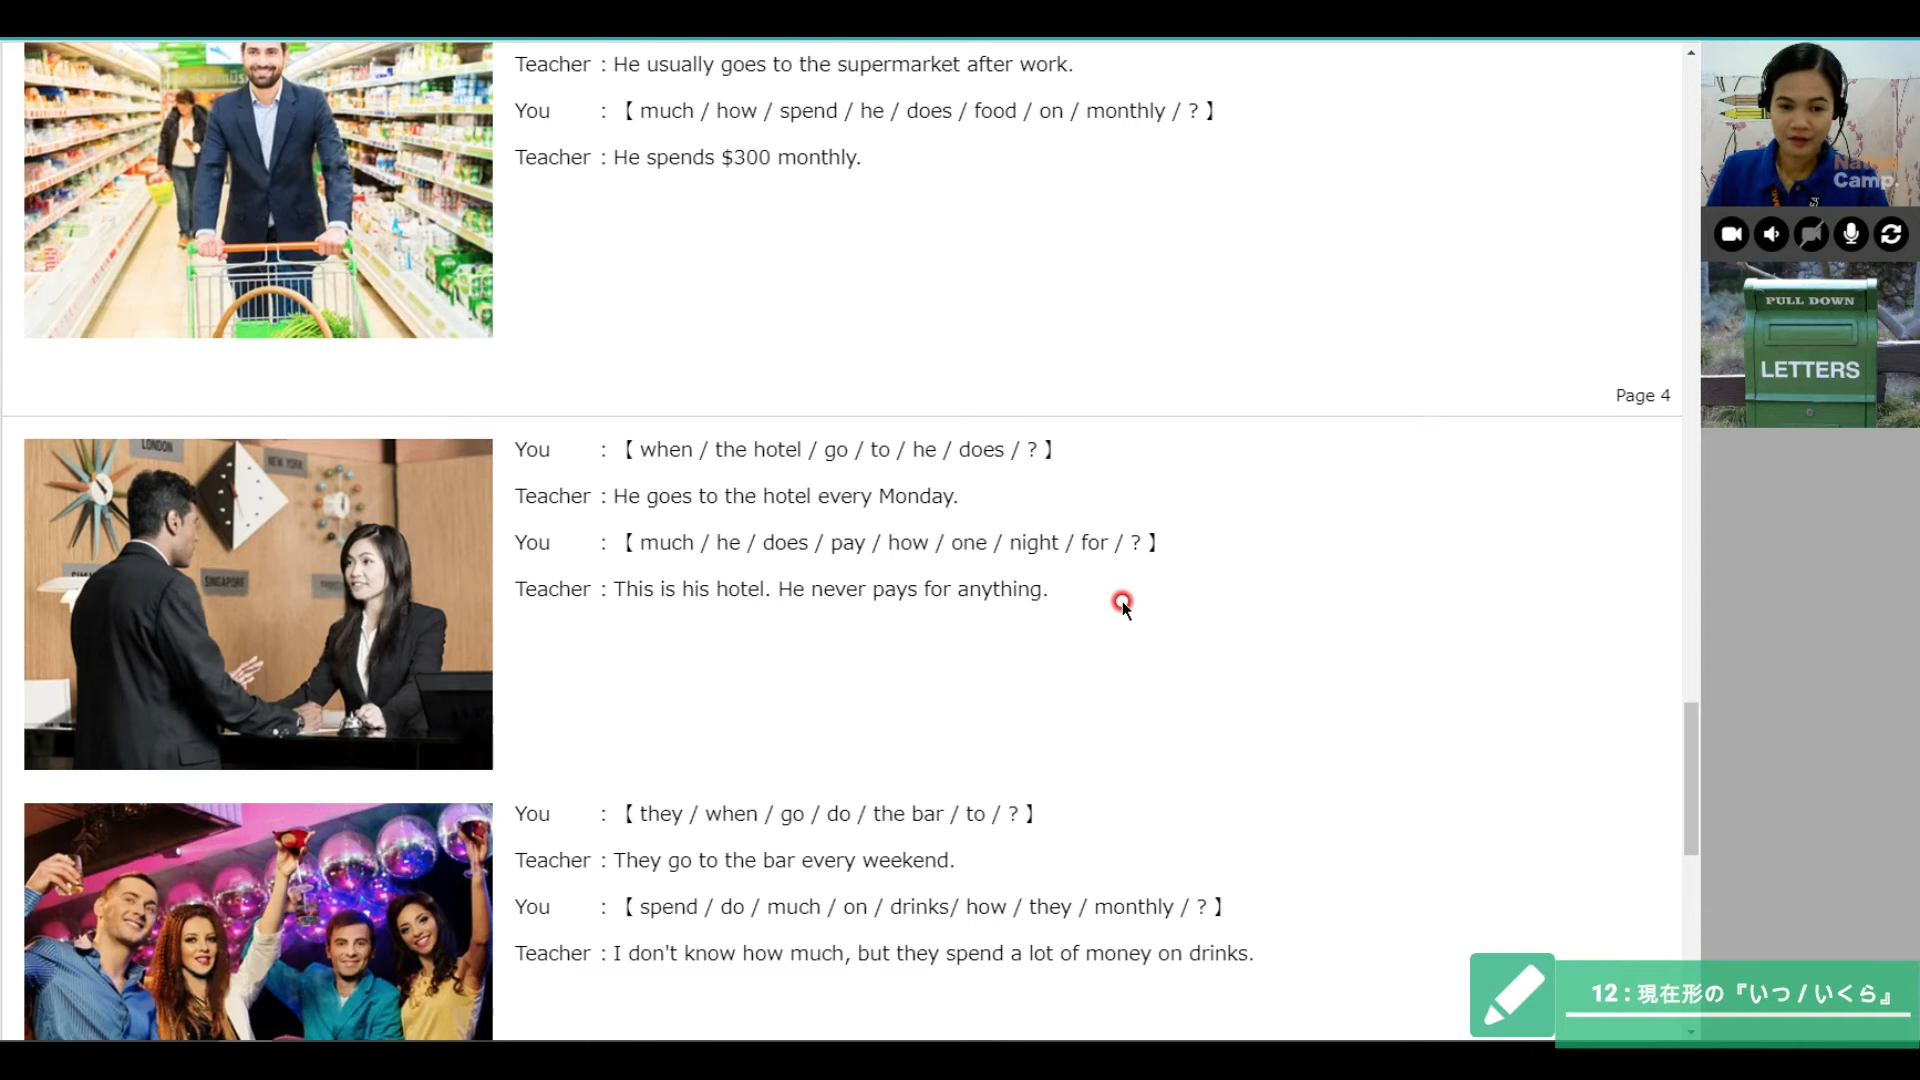 Teacher : He usually goes to the supermarket after work.
You : 【 much / how / spend / he / does / food / on / monthly / ? 】
Teacher : He spends $300 monthly.
Page 4
You : 【 when / the hotel / go / to / he / does / ? 】
Teacher : He goes to the hotel every Monday.
You : 【 much / he / does / pay / how / one / night / for / ? 】
Teacher : This is his hotel. He never pays for anything.
You : 【 they / when / go / do / the bar / to / ? 】
Teacher : They go to the bar every weekend.
You : 【 spend / do / much / on / drinks/ how / they / monthly / ? 】
Teacher : I don't know how much, but they spend a lot of money on drinks.
LONDON
NEW YORK
SINGAPORE
Camp.
PULL DOWN
LETTERS
12 : 現在形の『いつ / いくら』